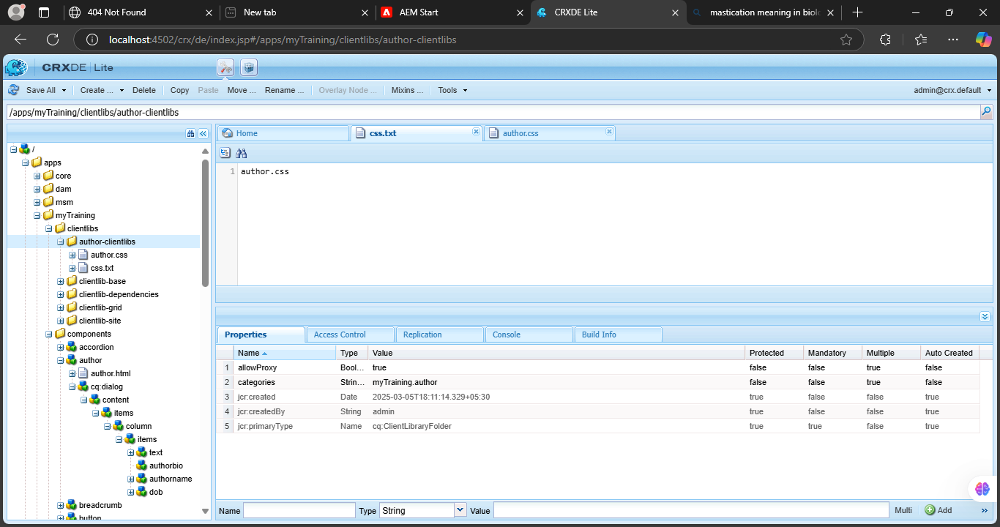 404 Not Found
New tab
AEM Start
CRXDE Lite
mastication meaning in biol
localhost:4502/crx/de/index.jsp#/apps/myTraining/clientlibs/author-clientlibs
CRXDE | Lite
Save All Create ... Delete Copy Paste Move ... Rename ... Overlay Node ... Mixins ... Tools admin@crx.default
/apps/myTraining/clientlibs/author-clientlibs
/
apps
core
dam
msm
myTraining
clientlibs
author-clientlibs
author.css
css.txt
clientlib-base
clientlib-dependencies
clientlib-grid
clientlib-site
components
accordion
author
author.html
cq:dialog
content
items
column
items
text
authorbio
authorname
dob
breadcrumb
button
Home css.txt author.css
1 author.css
Properties Access Control Replication Console Build Info
Name Type Value Protected Mandatory Multiple Auto Created
1 allowProxy Bool... true false false true false
2 categories Strin... myTraining.author false false true false
3 jcr:created Date 2025-03-05T18:11:14.329+05:30 true false false true
4 jcr:createdBy String admin true false false true
5 jcr:primaryType Name cq:ClientLibraryFolder true true false true
Name Type String Value Multi Add »